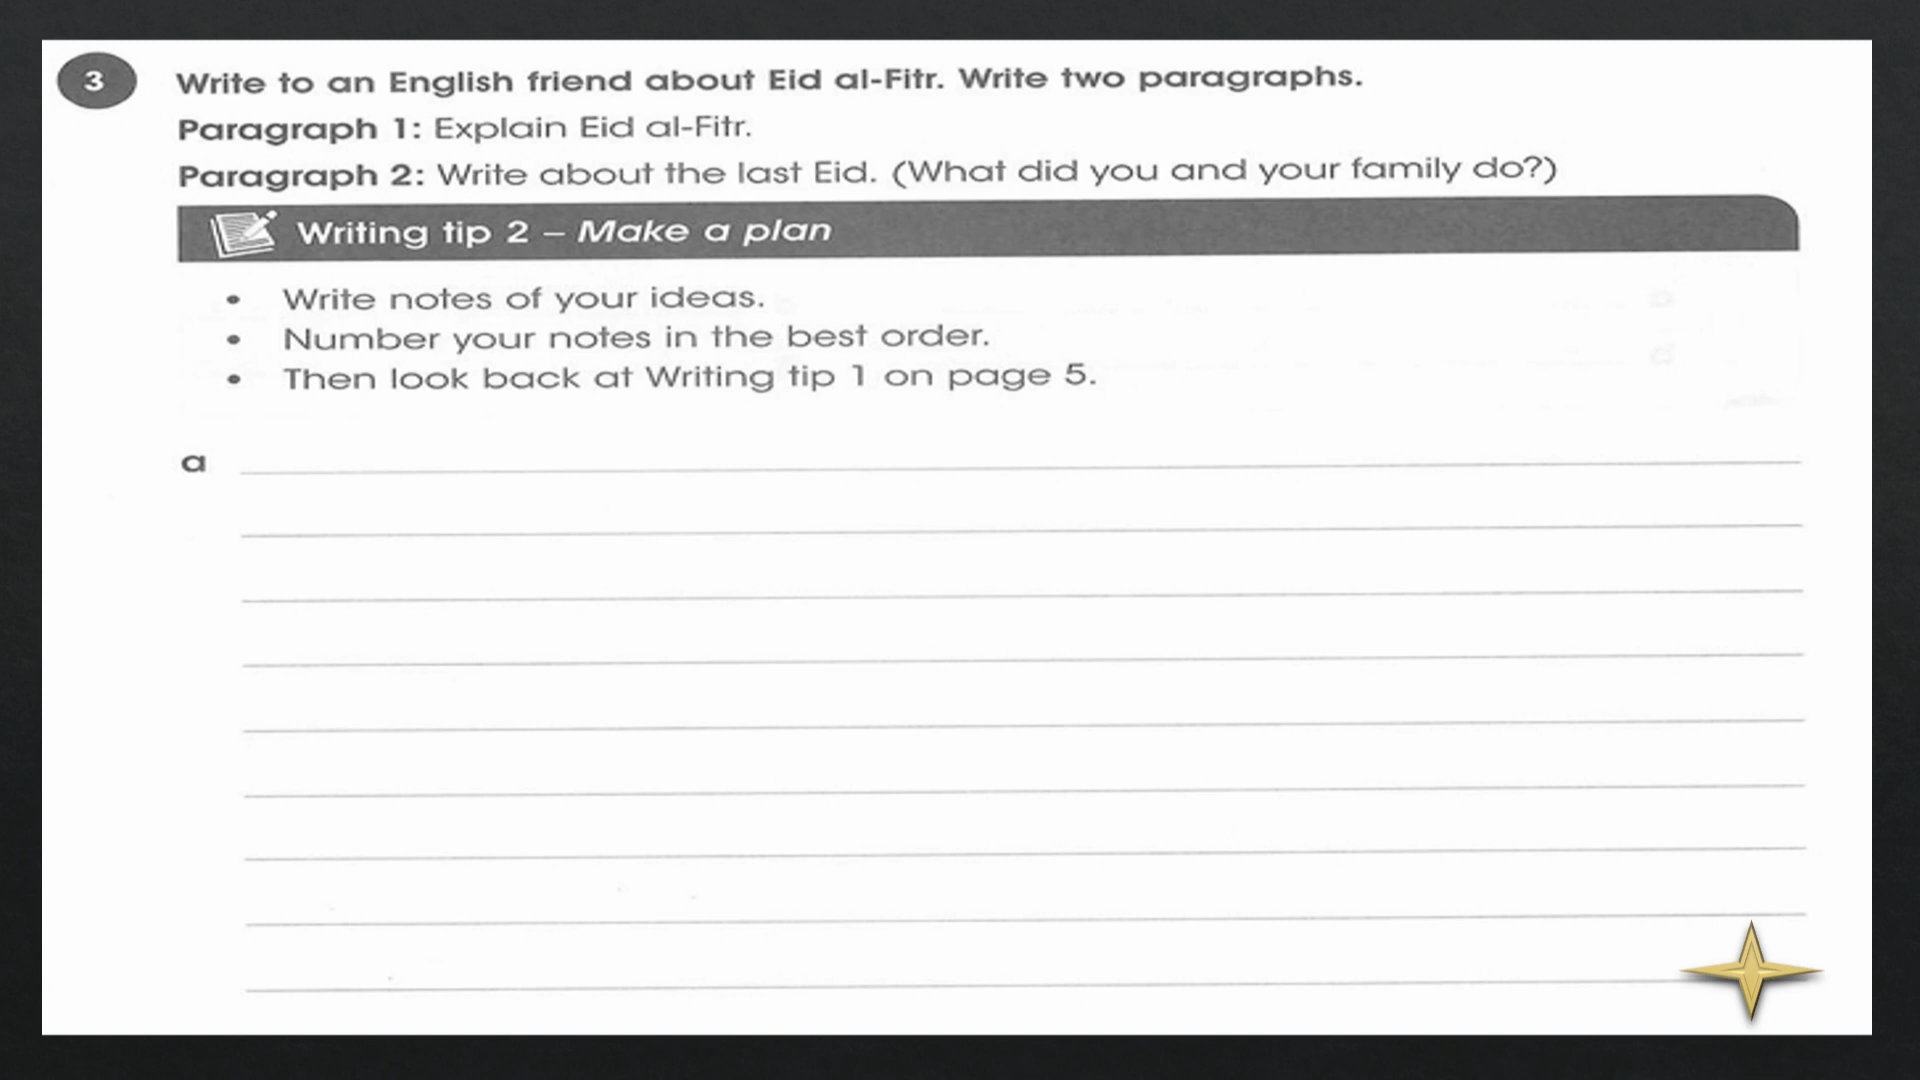 3 Write to an English friend about Eid al-Fitr. Write two paragraphs.
Paragraph 1: Explain Eid al-Fitr.
Paragraph 2: Write about the last Eid. (What did you and your family do?)
Writing tip 2 – Make a plan
• Write notes of your ideas.
• Number your notes in the best order.
• Then look back at Writing tip 1 on page 5.
a